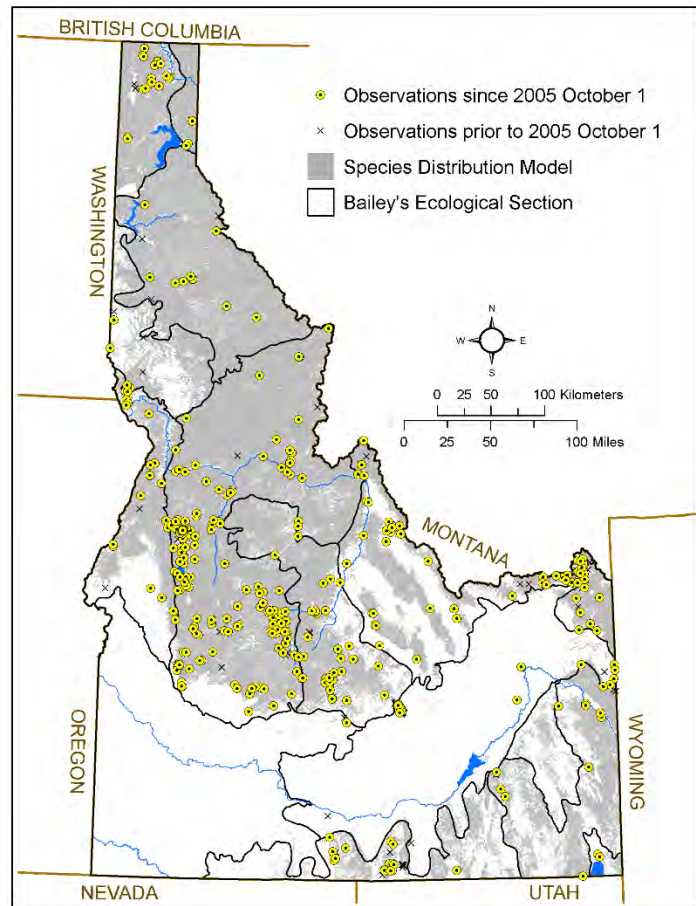 BRITISH COLUMBIA
Observations since 2005 October 1
Observations prior to 2005 October 1
Species Distribution Model
Bailey's Ecological Section
WASHINGTON
N
W E
S
100 Kilometers
0 25 50
0 25 50 100 Miles
MONTANA
OREGON
WYOMING
NEVADA
UTAH